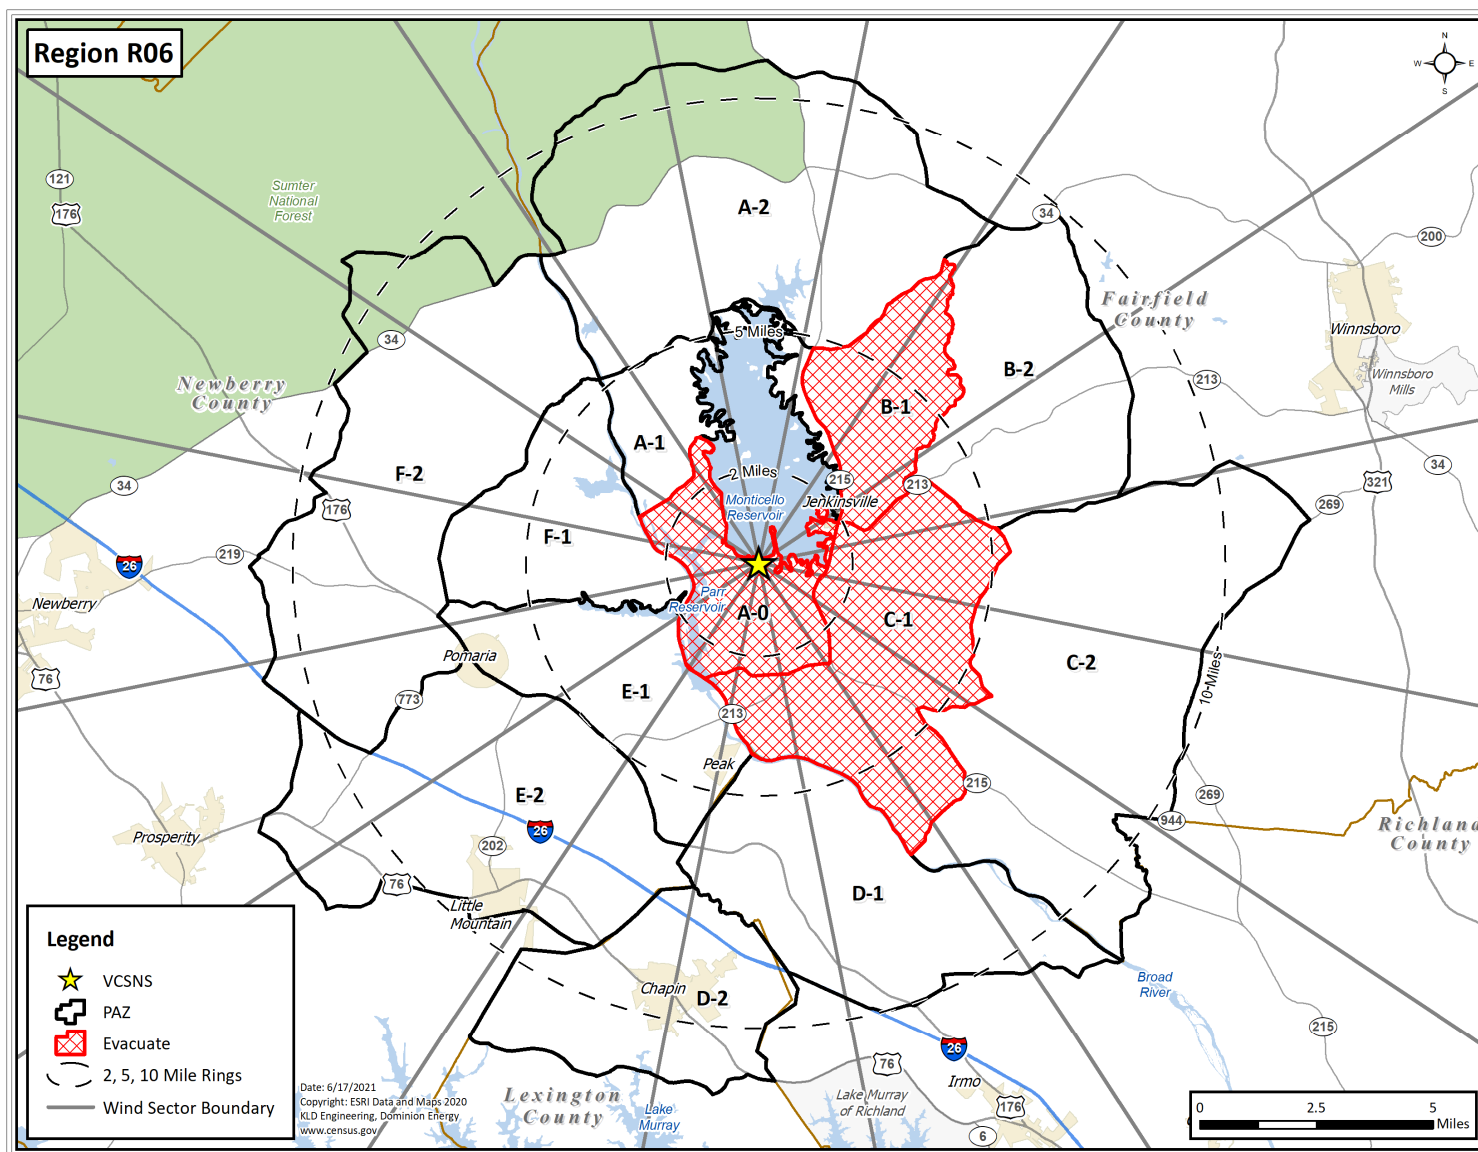 Region R06
N
W
E
S
121
176
Sumter
National
Forest
A-2
34
200
Fairfield
County
Winnsboro
5 Miles
34
Newberry
County
B-2
213
Winnsboro
Mills
B-1
A-1
F-2
2 Miles
215
213
34
321
34
Monticello
Reservoir
Jenkinsville
269
176
F-1
219
26
Parr
Reservoir
Newberry
A-0
C-1
Pomaria
C-2
76
E-1
10 Miles
773
213
Peak
215
E-2
269
26
944
Prosperity
202
Richland
County
76
D-1
Little
Mountain
Legend
VCSNS
PAZ
Evacuate
2, 5, 10 Mile Rings
Wind Sector Boundary
Chapin
D-2
Broad
River
215
26
76
Irmo
Date: 6/17/2021
Copyright: ESRI Data and Maps 2020
KLD Engineering, Dominion Energy
www.census.gov
Lexington
County
Lake
Murray
Lake Murray
of Richland
176
6
0
2.5
5
Miles